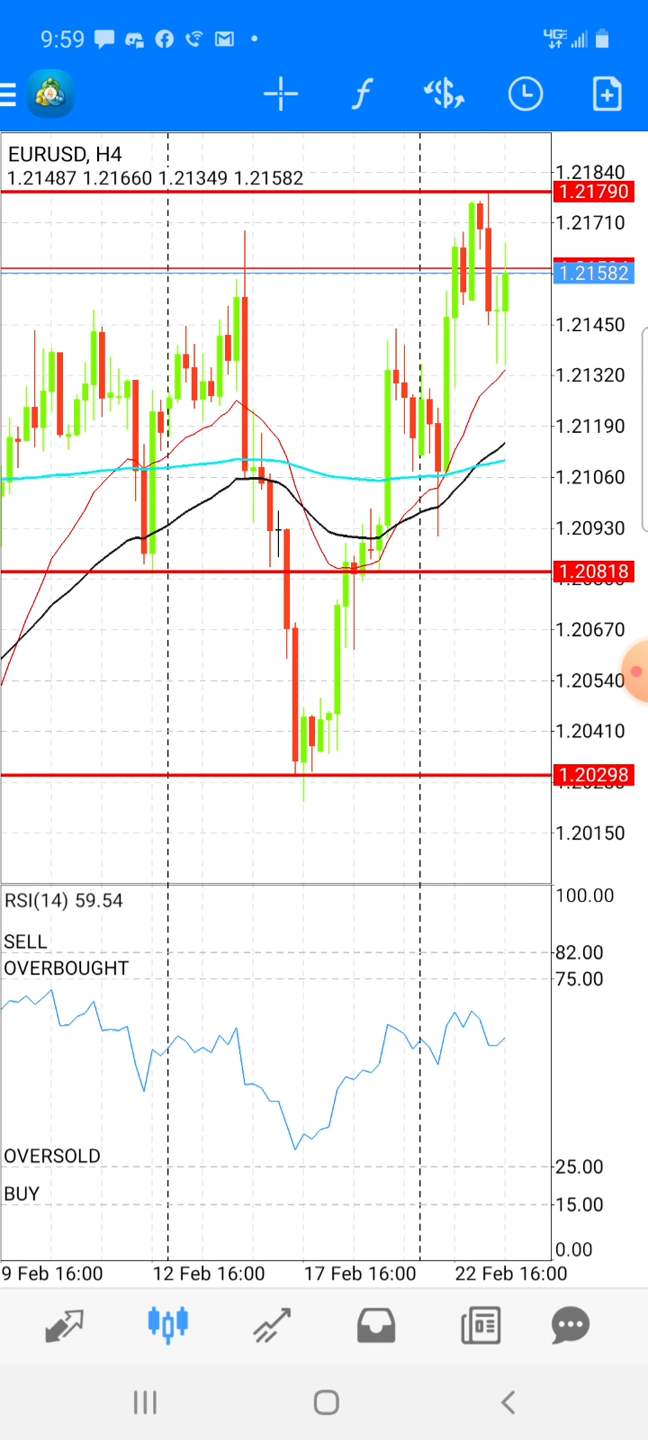 9:59
4GE
EURUSD, H4
1.21487 1.21660 1.21349 1.21582
1.21840
1.21790
1.21710
1.21582
1.21450
1.21320
1.21190
1.21060
1.20930
1.20818
1.20670
1.20540
1.20410
1.20298
1.20150
RSI(14) 59.54
100.00
SELL
82.00
OVERBOUGHT
75.00
OVERSOLD
25.00
BUY
15.00
0.00
9 Feb 16:00 12 Feb 16:00 17 Feb 16:00 22 Feb 16:00